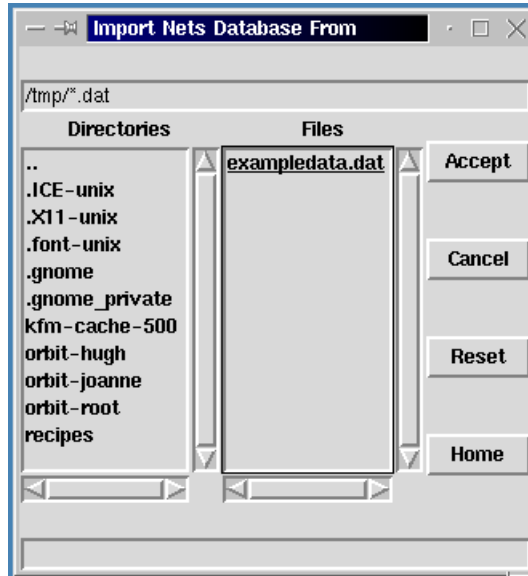 Import Nets Database From
/tmp/*.dat
Directories
Files
..
.ICE-unix
.X11-unix
.font-unix
.gnome
.gnome_private
kfm-cache-500
orbit-hugh
orbit-joanne
orbit-root
recipes
exampledata.dat
Accept
Cancel
Reset
Home